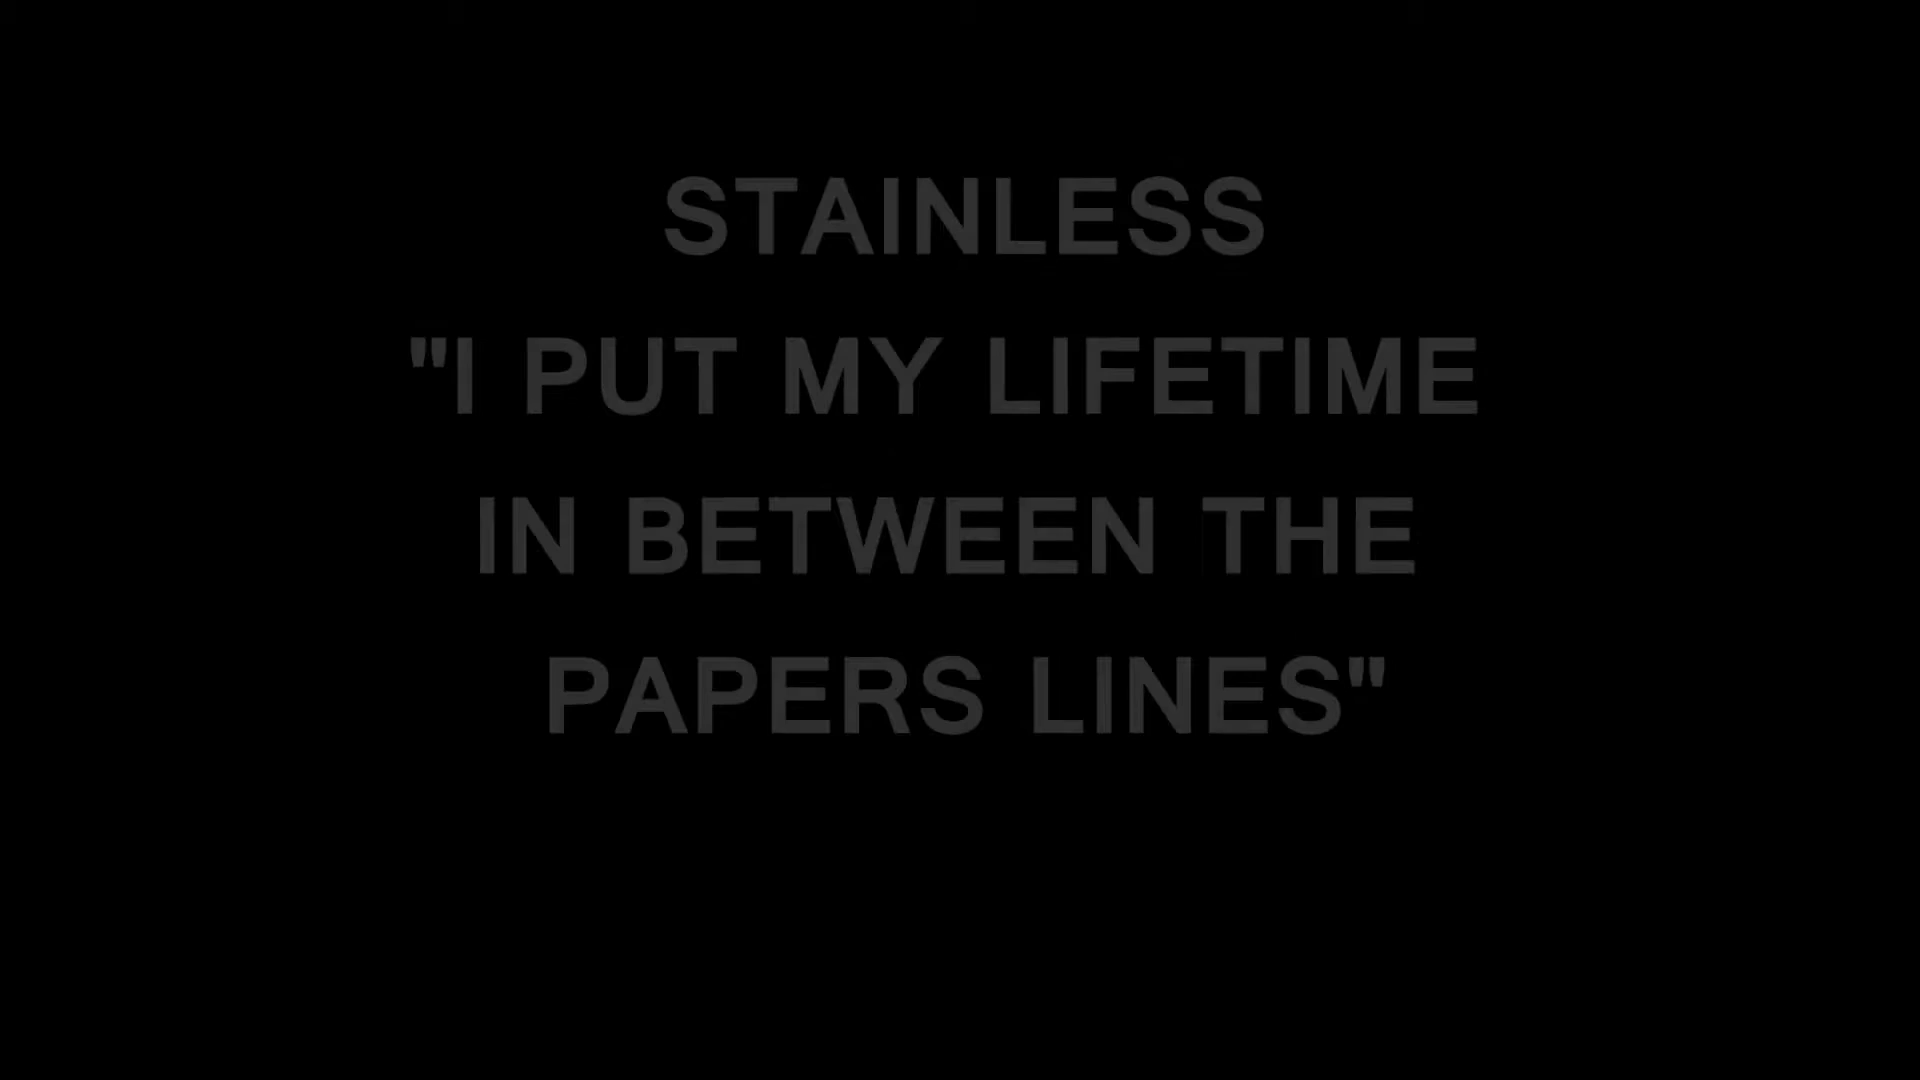 STAINLESS
"I PUT MY LIFETIME
IN BETWEEN THE
PAPERS LINES"